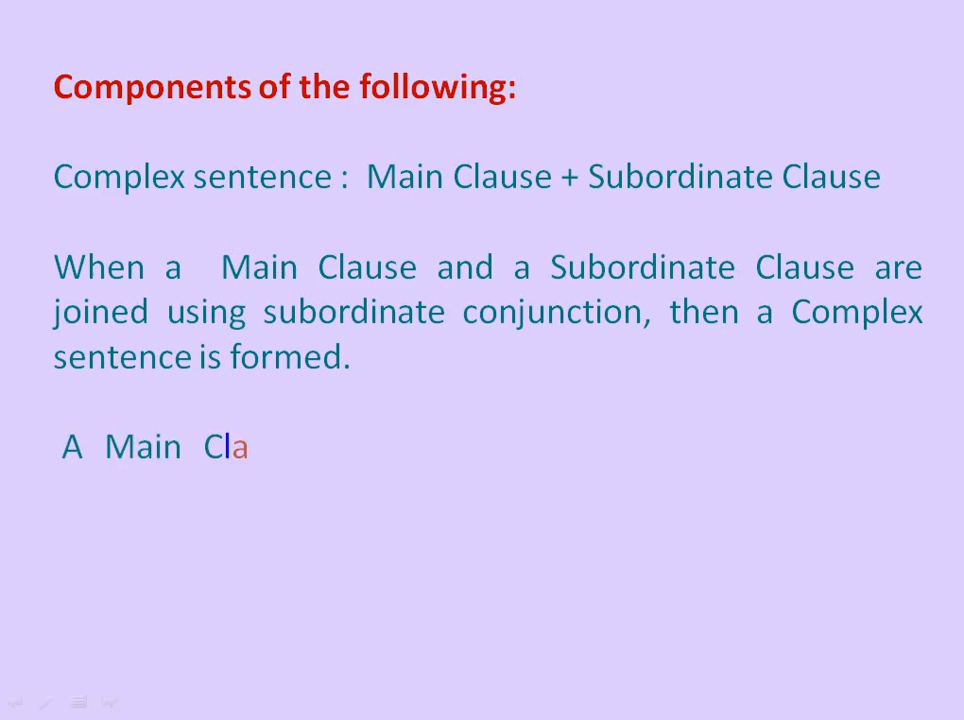 Components of the following:
Complex sentence : Main Clause + Subordinate Clause
When a Main Clause and a Subordinate Clause are
joined using subordinate conjunction, then a Complex
sentence is formed.
A Main Cla